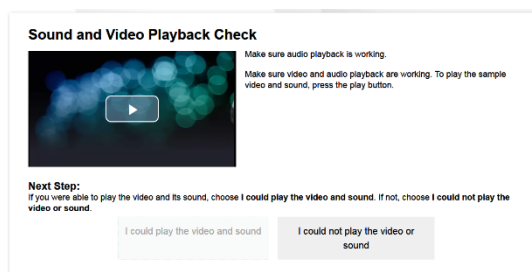 Sound and Video Playback Check
Make sure audio playback is working.
Make sure video and audio playback are working. To play the sample
video and sound, press the play button.
Next Step:
If you were able to play the video and its sound, choose I could play the video and sound. If not, choose I could not play the
video or sound.
I could play the video and sound
I could not play the video or
sound